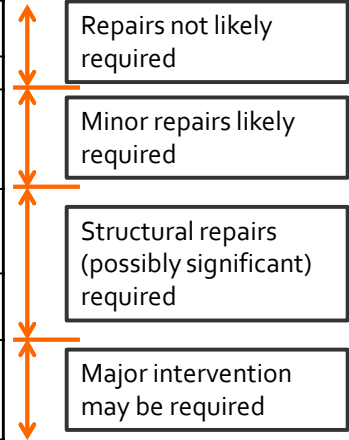 Repairs not likely
required
Minor repairs likely
required
Structural repairs
(possibly significant)
required
Major intervention
may be required